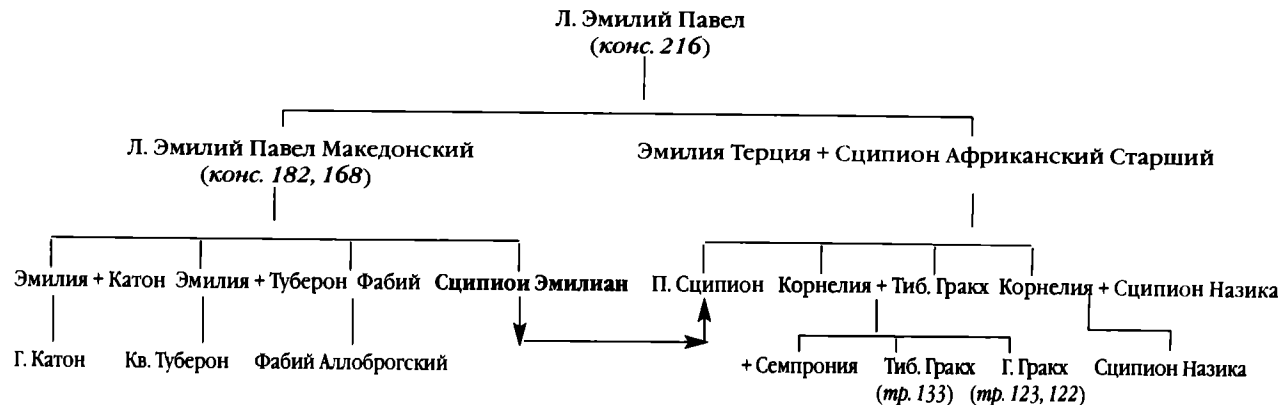 Л. Эмилий Павел
(конс. 216)
Л. Эмилий Павел Македонский
(конс. 182, 168)
Эмилия Терция + Сципион Африканский Старший
Эмилия + Катон Эмилия + Туберон Фабий Сципиои Эмилиан П. Сципион Корнелия + Тиб. Гракх Корнелия + Сципион Назика
Г. Катон Кв. Туберон Фабий Аллоброгский + Семпрония Тиб. Гракх Г. Гракх Сципион Назика
(тр. 133) (тр. 123, 122)